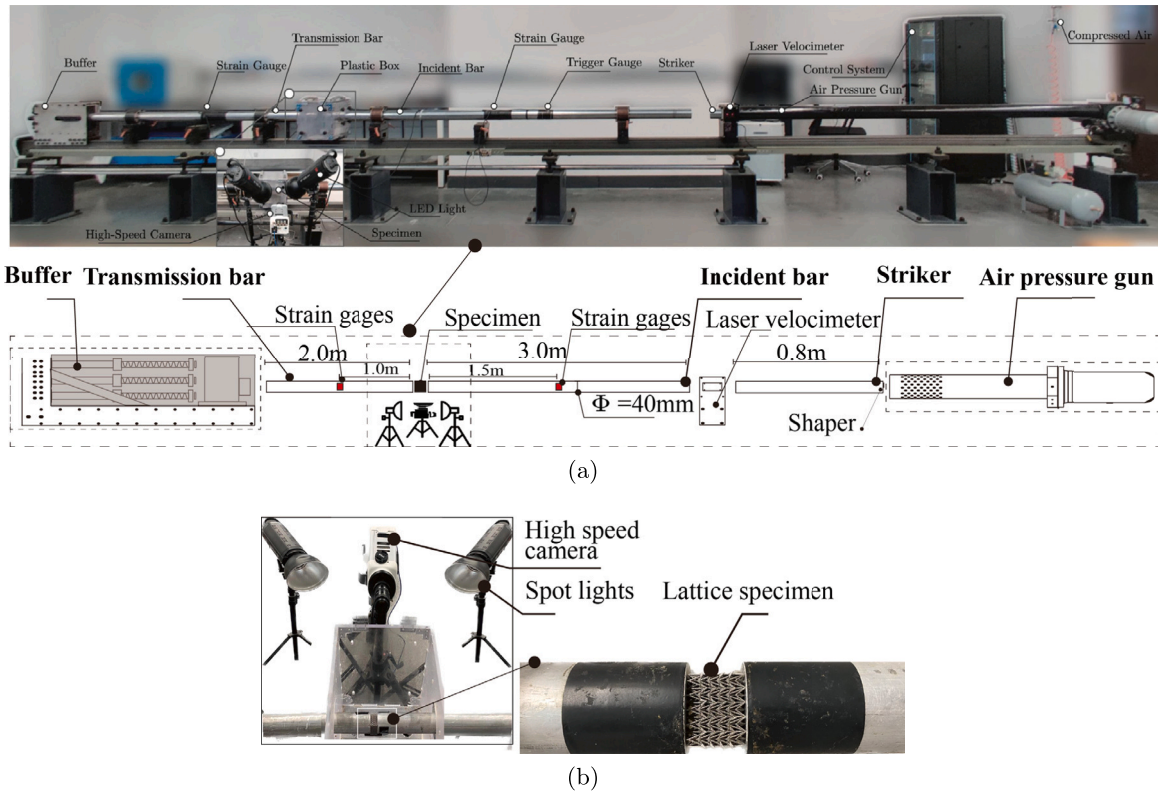 Transmission Bar
Strain Gauge
Laser Velocimeter
Compressed Air
Buffer
Strain Gauge
Plastic Box
Incident Bar
Trigger Gauge
Striker
Control System
Air Pressure Gun
LED Light
High-Speed Camera
Specimen
Buffer Transmission bar
Incident bar
Striker
Air pressure gun
Strain gages
Specimen
Strain gages
Laser velocimeter
2.0m
3.0m
0.8m
1.0m
1.5m
Φ =40mm
Shaper
(a)
High speed
camera
Spot lights
Lattice specimen
(b)